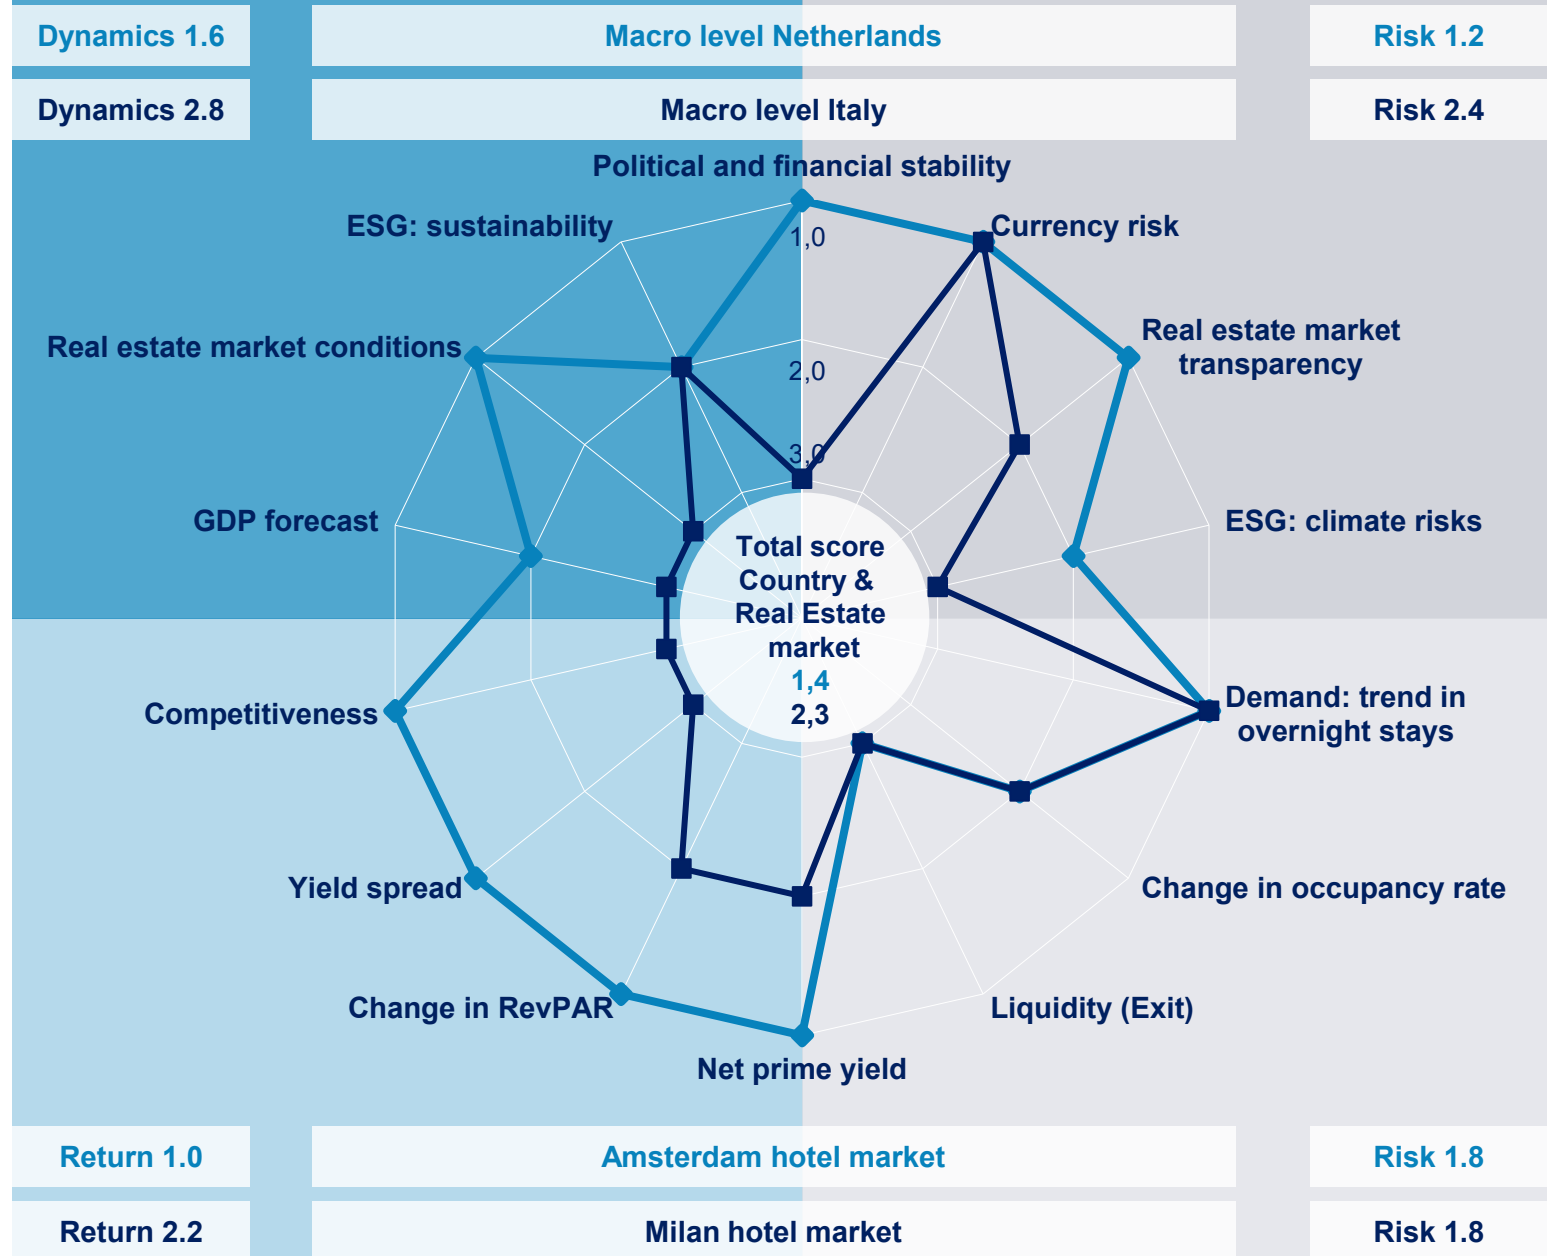 Dynamics 1.6
Macro level Netherlands
Risk 1.2
Dynamics 2.8
Macro level Italy
Risk 2.4
Political and financial stability
ESG: sustainability
1,0
Currency risk
Real estate market conditions
2,0
Real estate market
transparency
3,0
GDP forecast
ESG: climate risks
Total score
Country &
Real Estate
market
1,4
2,3
Competitiveness
Demand: trend in
overnight stays
Yield spread
Change in occupancy rate
Change in RevPAR
Liquidity (Exit)
Net prime yield
Return 1.0
Amsterdam hotel market
Risk 1.8
Return 2.2
Milan hotel market
Risk 1.8